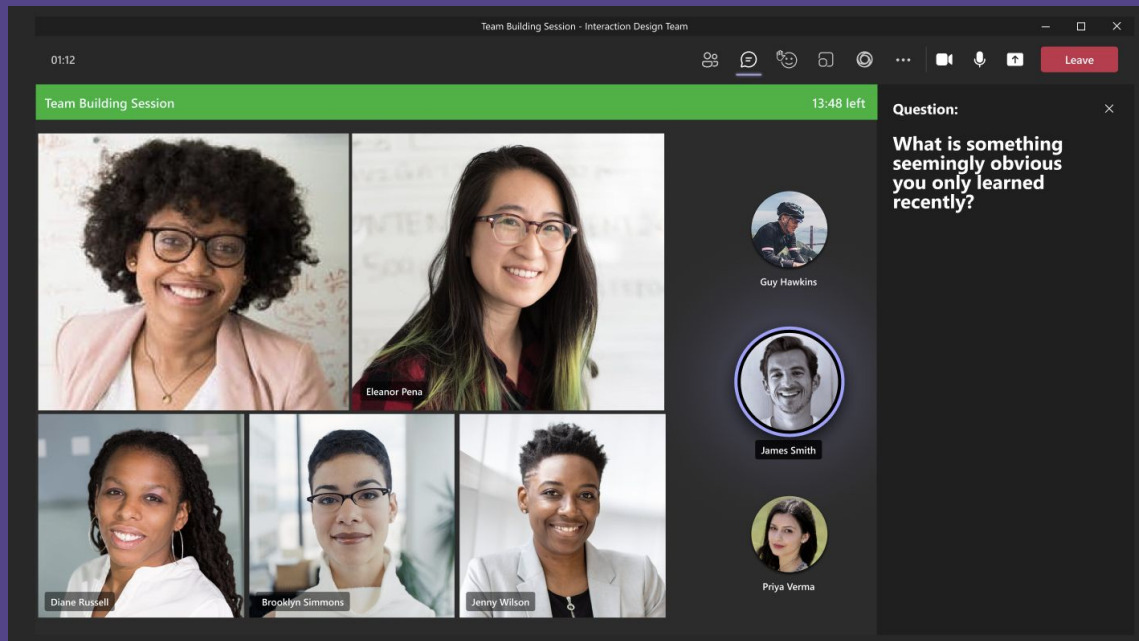 Team Building Session - Interaction Design Team
01:12
Leave
Team Building Session
13:48 left
Question:
What is something
seemingly obvious
you only learned
recently?
Eleanor Pena
Guy Hawkins
James Smith
Diane Russell
Brooklyn Simmons
Jenny Wilson
Priya Verma